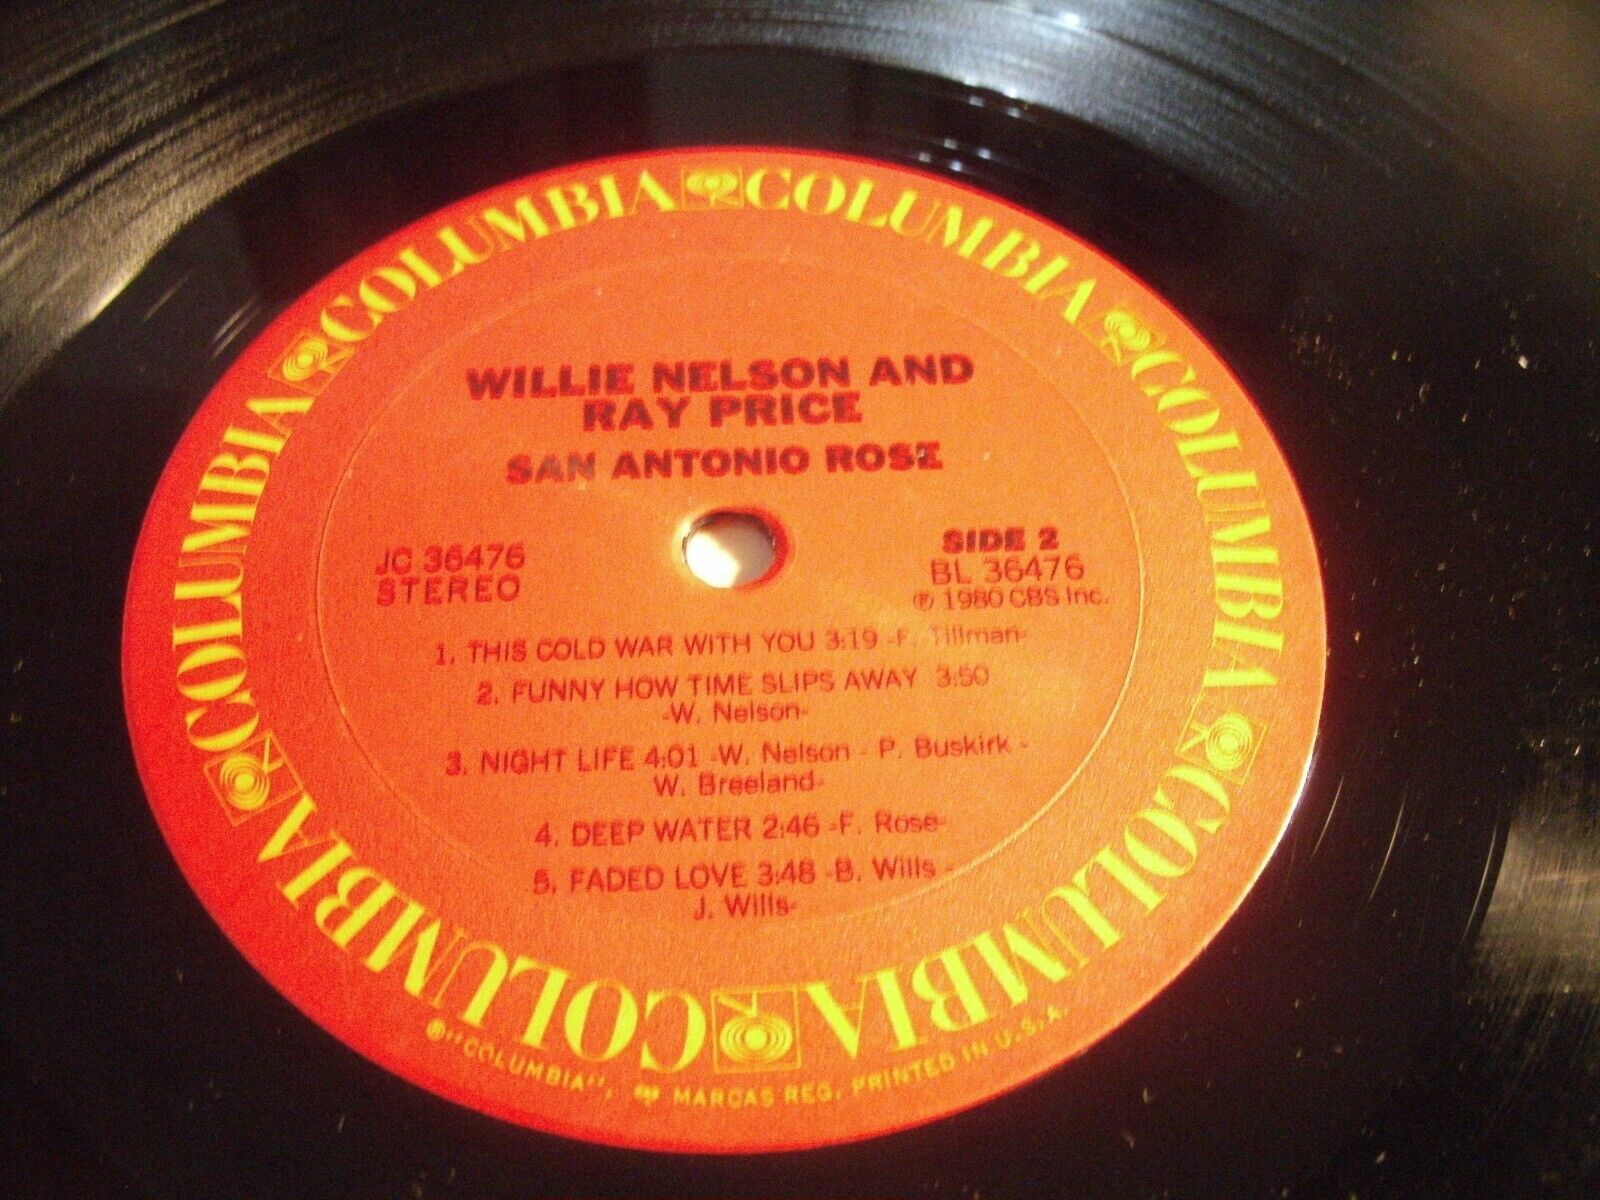 COLUMBIA COLUMBIA COLUMBIA COLUMBIA COLUMBIA COLUMBIA
WILLIE NELSON AND
RAY PRICE
SAN ANTONIO ROSE
JC 36476
STEREO
SIDE 2
BL 36476
℗ 1980 CBS Inc.
1. THIS COLD WAR WITH YOU 3:19 -F. Tillman-
2. FUNNY HOW TIME SLIPS AWAY 3:50
-W. Nelson-
3. NIGHT LIFE 4:01 -W. Nelson - P. Buskirk -
W. Breeland-
4. DEEP WATER 2:46 -F. Rose-
5. FADED LOVE 3:48 -B. Wills -
J. Wills-
®"COLUMBIA", MARCAS REG. PRINTED IN U.S.A.